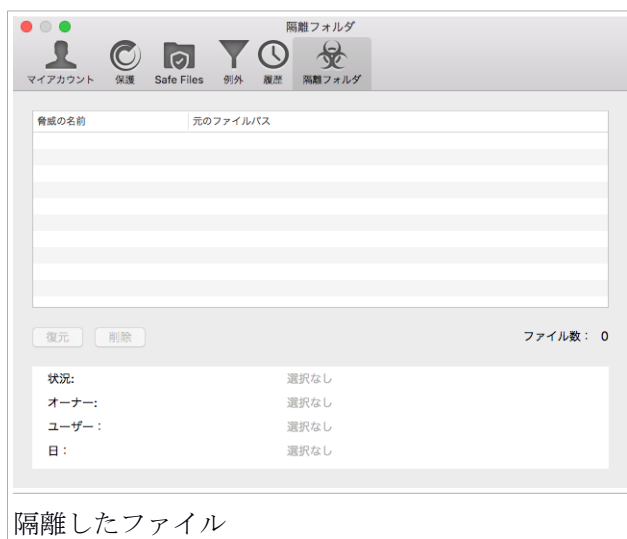 隔離フォルダ
マイアカウント 保護 Safe Files 例外 履歴 隔離フォルダ
脅威の名前 元のファイルパス
復元 削除 ファイル数： 0
状況: 選択なし
オーナー: 選択なし
ユーザー： 選択なし
日： 選択なし
隔離したファイル